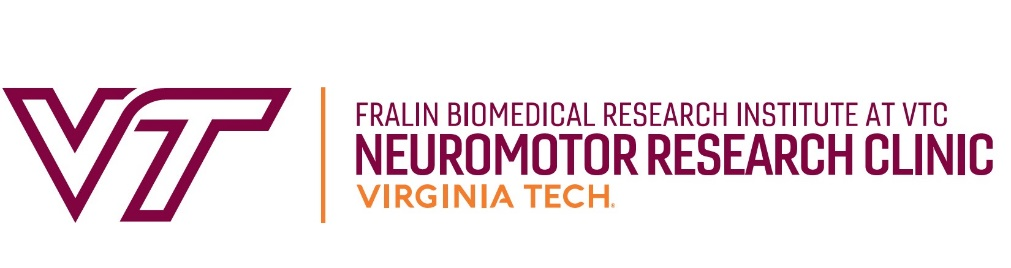 VT
FRALIN BIOMEDICAL RESEARCH INSTITUTE AT VTC
NEUROMOTOR RESEARCH CLINIC
VIRGINIA TECH.